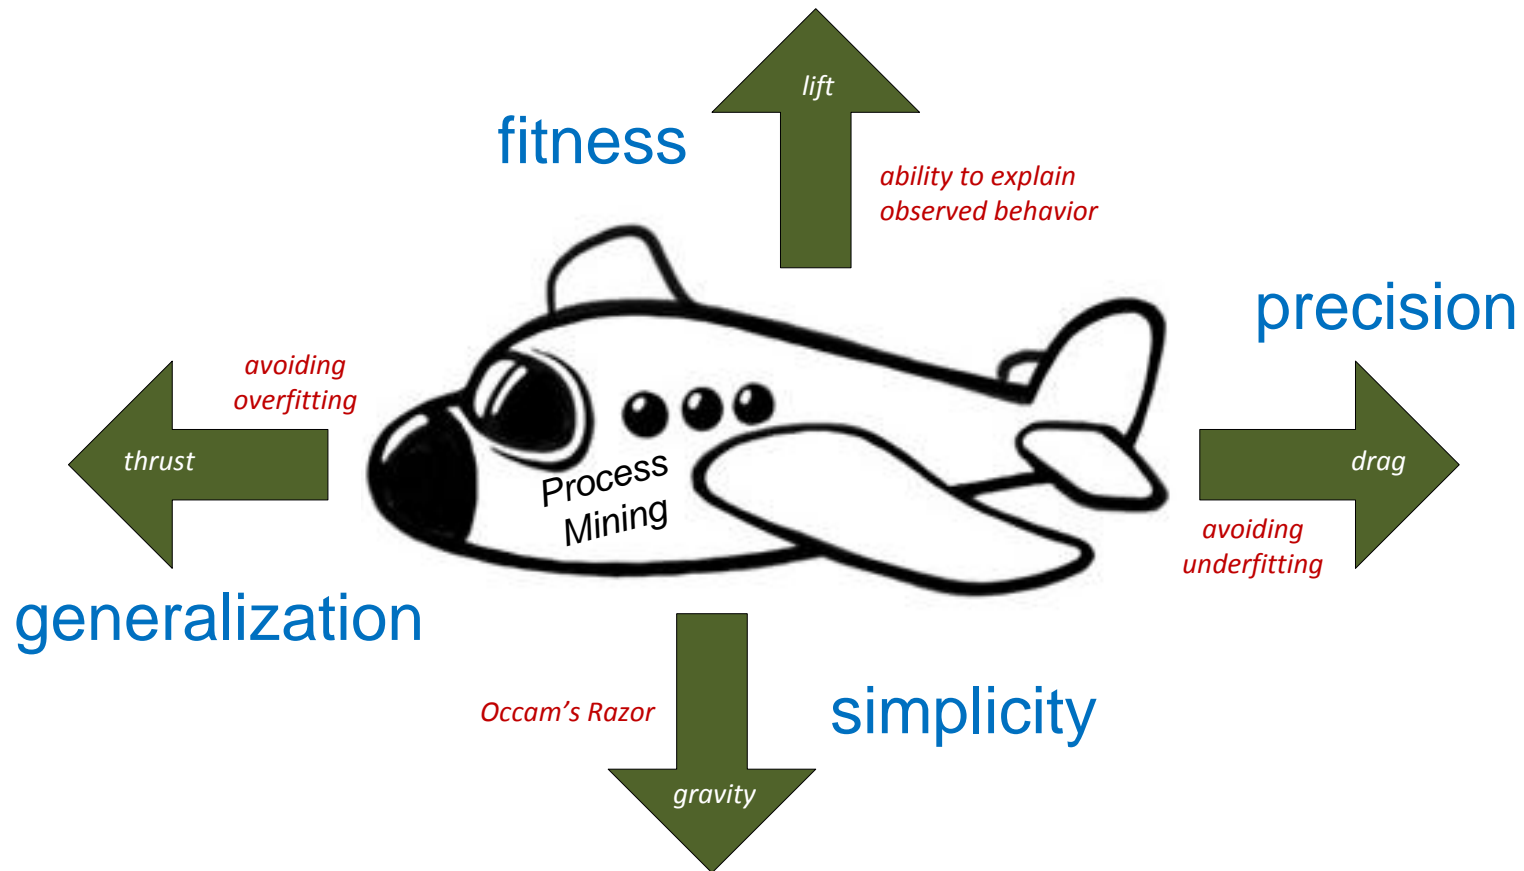 lift
fitness
ability to explain
observed behavior
precision
avoiding
overfitting
thrust
drag
Process
Mining
avoiding
underfitting
generalization
Occam’s Razor
simplicity
gravity